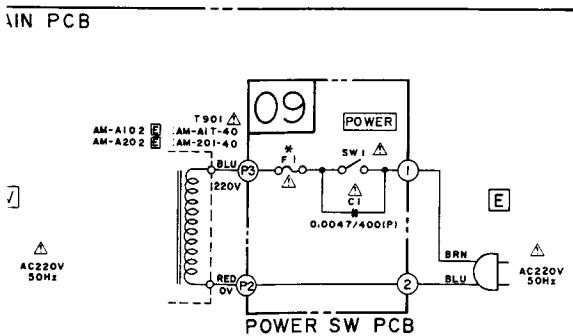 AIN PCB
09
POWER
T901 ⚠
AM-A102 E AM-A1T-40
AM-A202 E AM-201-40
BLU
220V
P3
*
F1
⚠
SW1 ⚠
⚠
C1
0.0047/400(P)
1
E
⚠
AC220V
50Hz
BRN
BLU
⚠
AC220V
50Hz
RED
0V
P2
2
POWER SW PCB